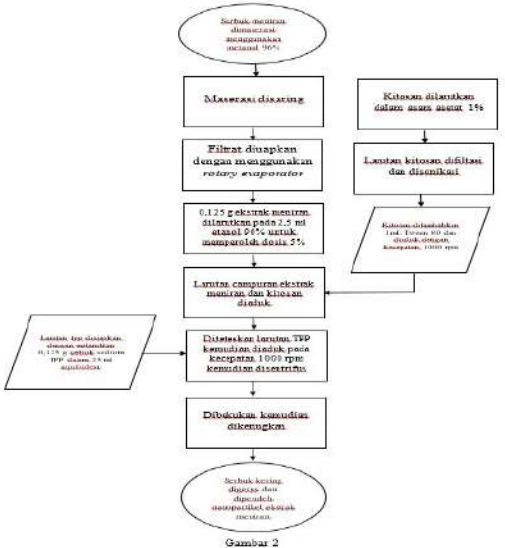 Serbuk meniran
dimaserasi
menggunakan
metanol 96%
Maserasi disaring
Filtrat diuapkan
dengan menggunakan
rotary evaporator
0,125 g ekstrak meniran
dilarutkan pada 2,5 ml
etanol 96% untuk
memperoleh dosis 5%
Kitosan dilarutkan
dalam asam asetat 1%
Larutan kitosan difiltasi
dan disonikasi
Kitosan ditambahkan
1mL Tween 80 dan
diaduk dengan
kecepatan, 1000 rpm
Larutan campuran ekstrak
meniran dan kitosan
diaduk.
Larutan tpp disiapkan
dengan melarutkan
0,125 g serbuk sodium
TPP dalam 25 ml
aquabidest
Diteteskan larutan TPP
kemudian diaduk pada
kecepatan 1000 rpm
kemudian disentrifus
Dibekukan kemudian
dikeringkan
Serbuk kering
digerus dan
diperoleh
nanopartikel ekstrak
meniran.
Gambar 2